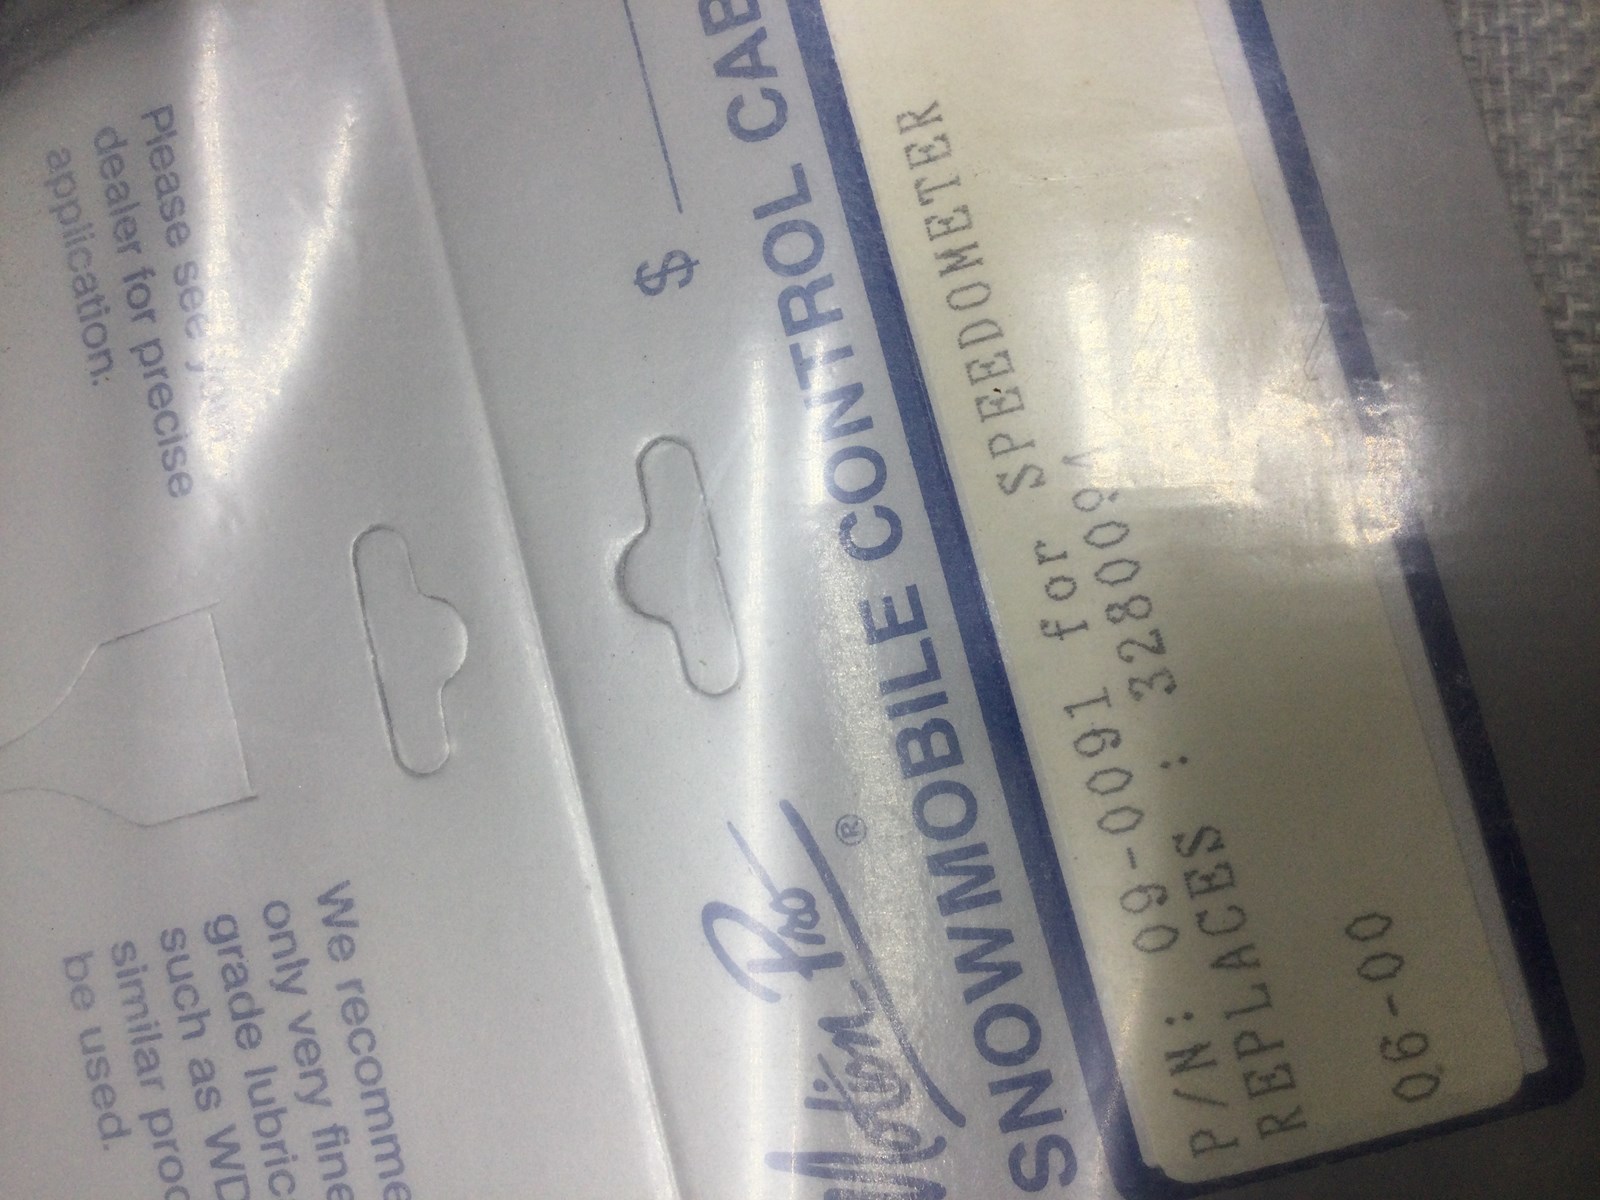 Motion Pro®
$
SNOWMOBILE CONTROL CAB
P/N: 09-0091 for SPEEDOMETER
REPLACES : 3280091
06-00
Please see
dealer for precise
application.
We recomme
only very fine
grade lubric
such as WD
similar prod
be used.